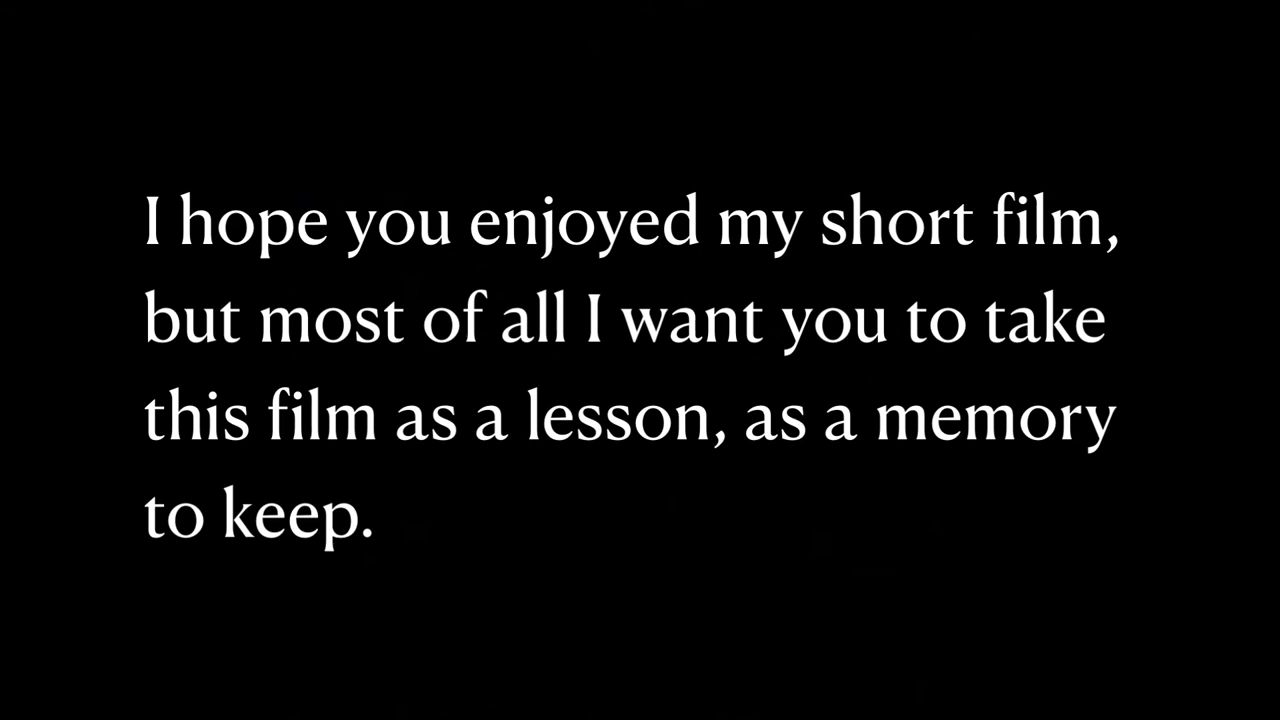 I hope you enjoyed my short film,
but most of all I want you to take
this film as a lesson, as a memory
to keep.